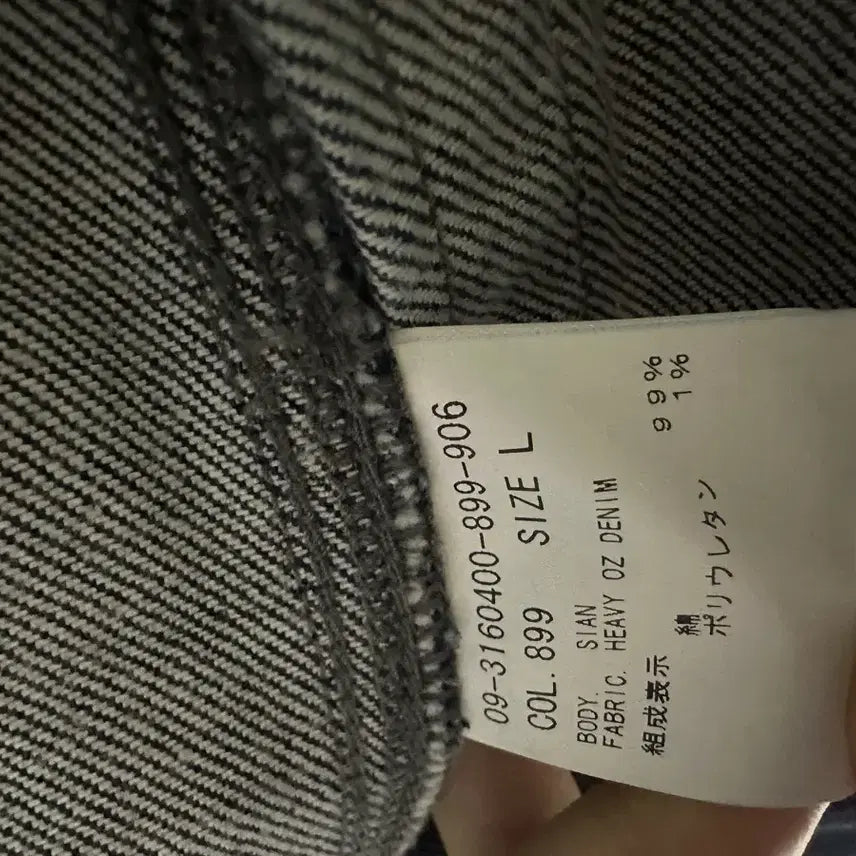 09-3160400-899-906
COL. 899 SIZE L
BODY. SIAN
FABRIC. HEAVY OZ DENIM
組成表示
綿 99%
ポリウレタン 1%